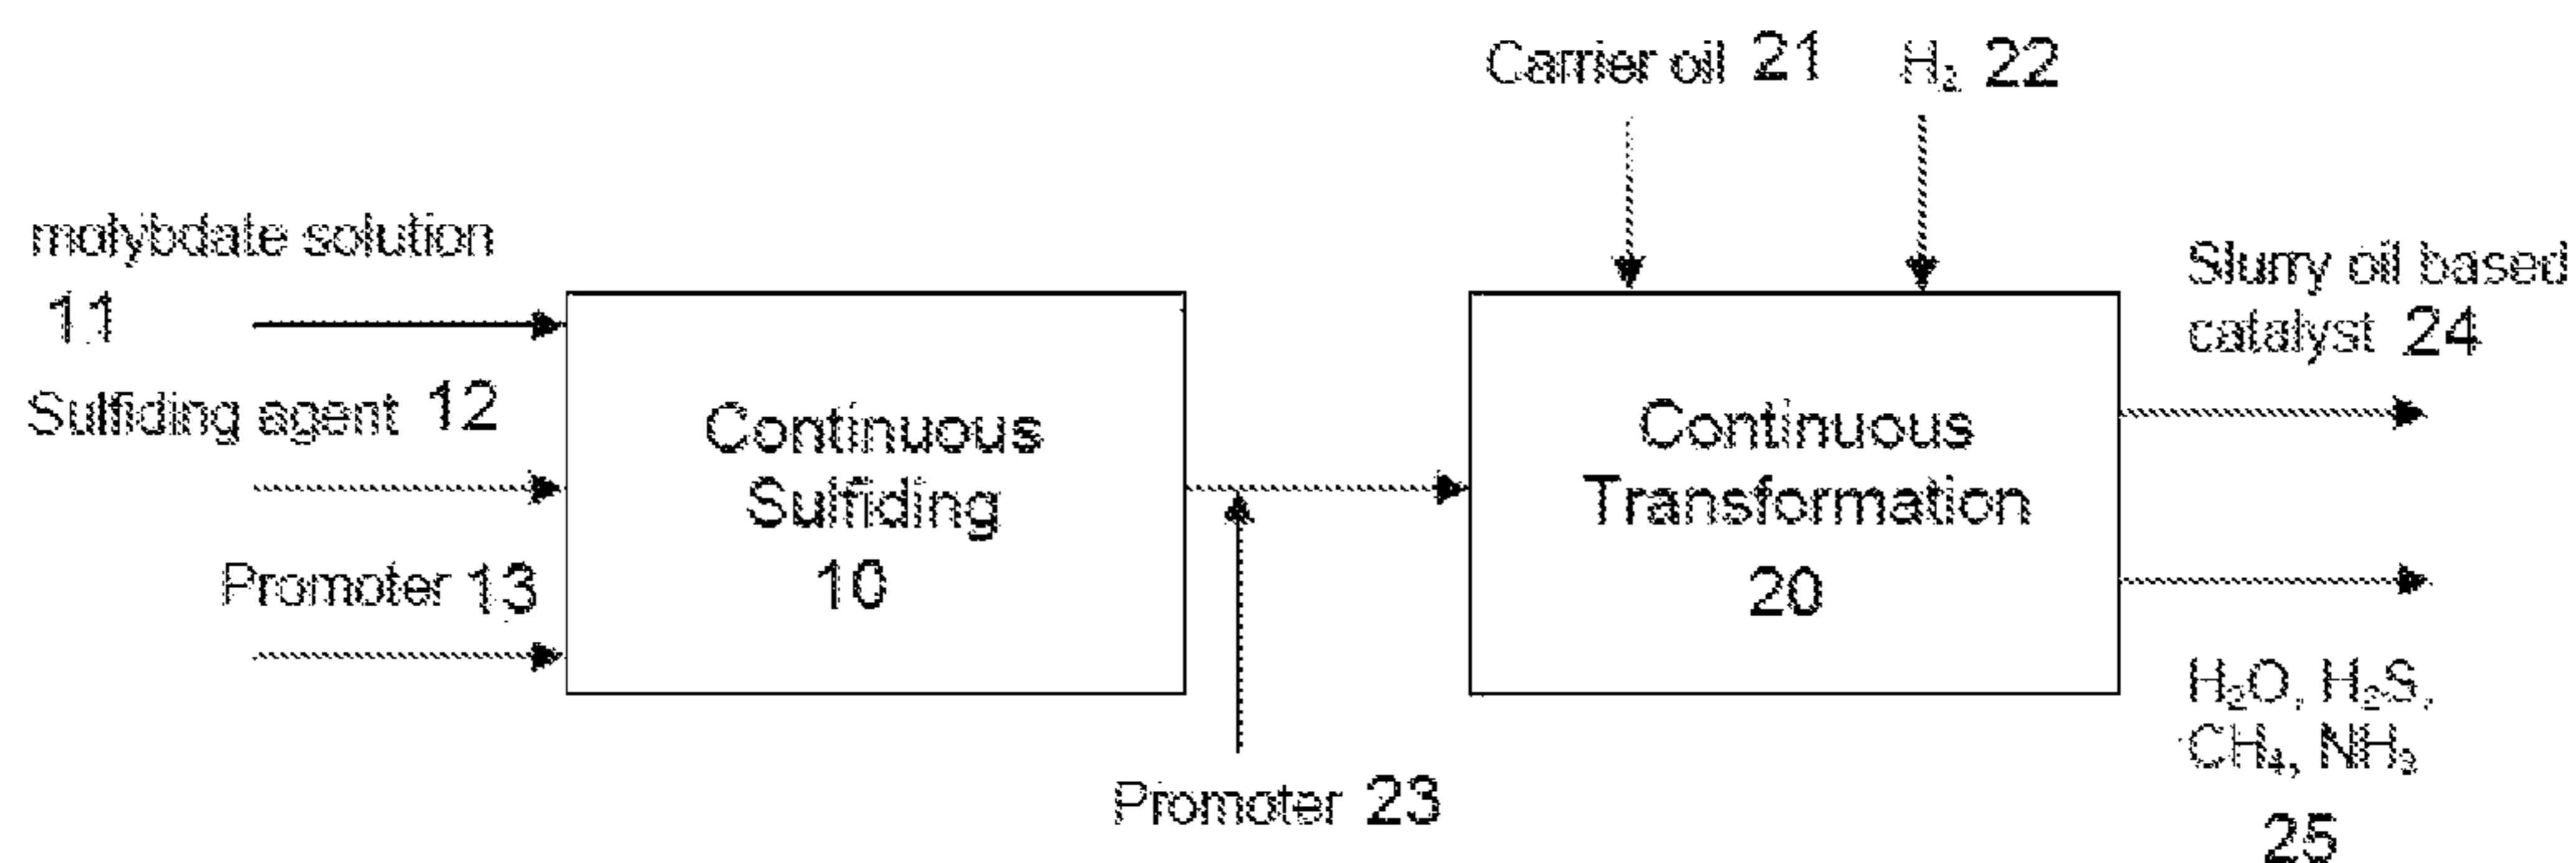 Carrier oil 21
H₂ 22
molybdate solution
11
Sulfiding agent 12
Promoter 13
Continuous
Sulfiding
10
Promoter 23
Continuous
Transformation
20
Slurry oil based
catalyst 24
H₂O, H₂S,
CH₄, NH₃
25